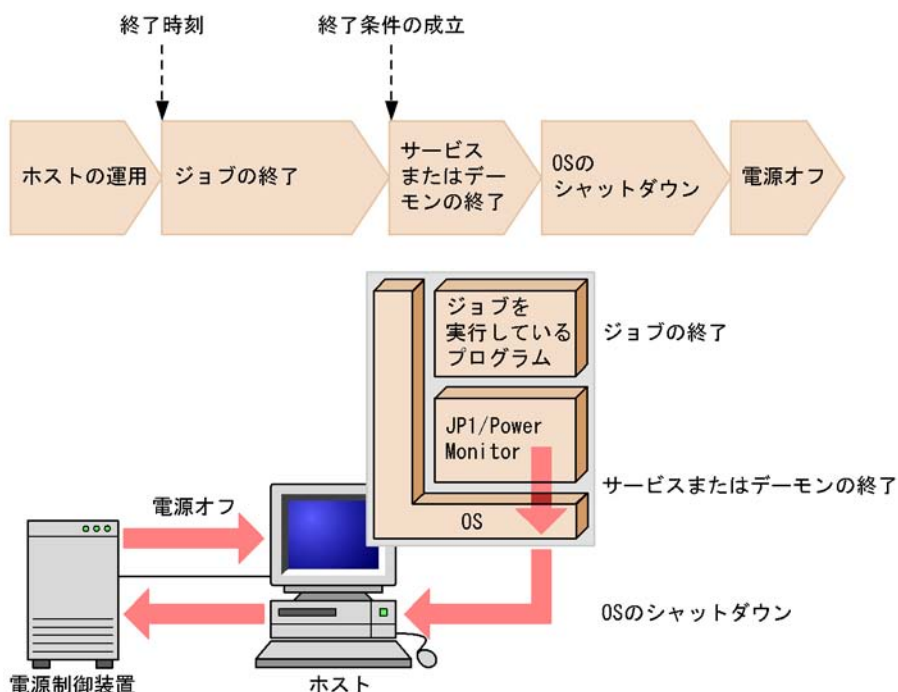 終了時刻
終了条件の成立
ホストの運用
ジョブの終了
サービス
またはデー
モンの終了
OSの
シャットダウン
電源オフ
ジョブを
実行している
プログラム
ジョブの終了
JP1/Power
Monitor
サービスまたはデーモンの終了
OS
電源オフ
OSのシャットダウン
電源制御装置
ホスト